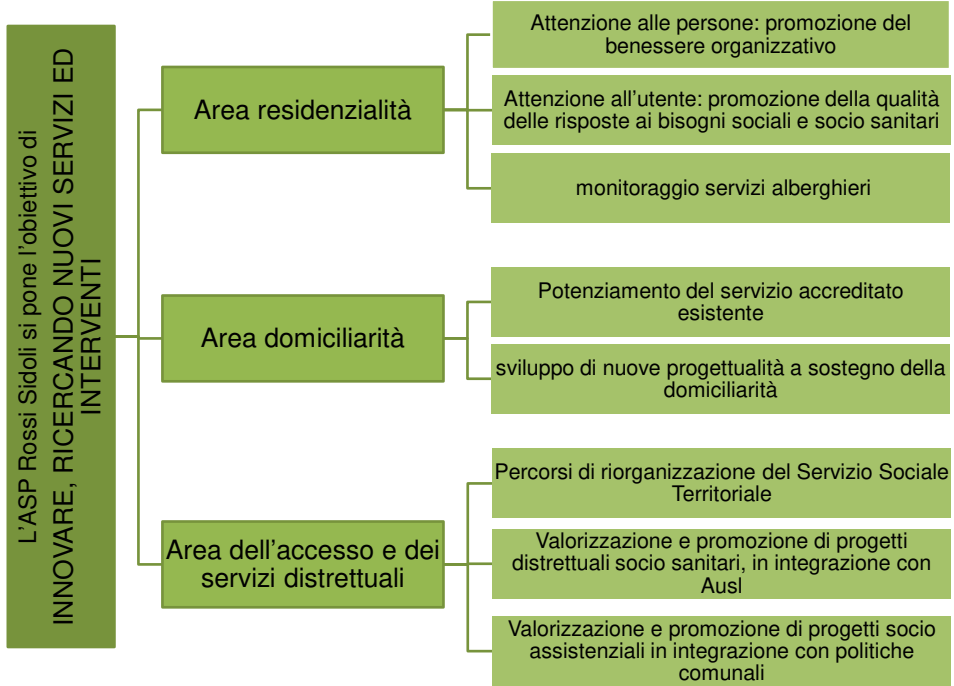 L'ASP Rossi Sidoli si pone l'obiettivo di
INNOVARE, RICERCANDO NUOVI SERVIZI ED
INTERVENTI
Area residenzialità
Attenzione alle persone: promozione del
benessere organizzativo
Attenzione all'utente: promozione della qualità
delle risposte ai bisogni sociali e socio sanitari
monitoraggio servizi alberghieri
Area domiciliarità
Potenziamento del servizio accreditato
esistente
sviluppo di nuove progettualità a sostegno della
domiciliarità
Area dell'accesso e dei
servizi distrettuali
Percorsi di riorganizzazione del Servizio Sociale
Territoriale
Valorizzazione e promozione di progetti
distrettuali socio sanitari, in integrazione con
Ausl
Valorizzazione e promozione di progetti socio
assistenziali in integrazione con politiche
comunali